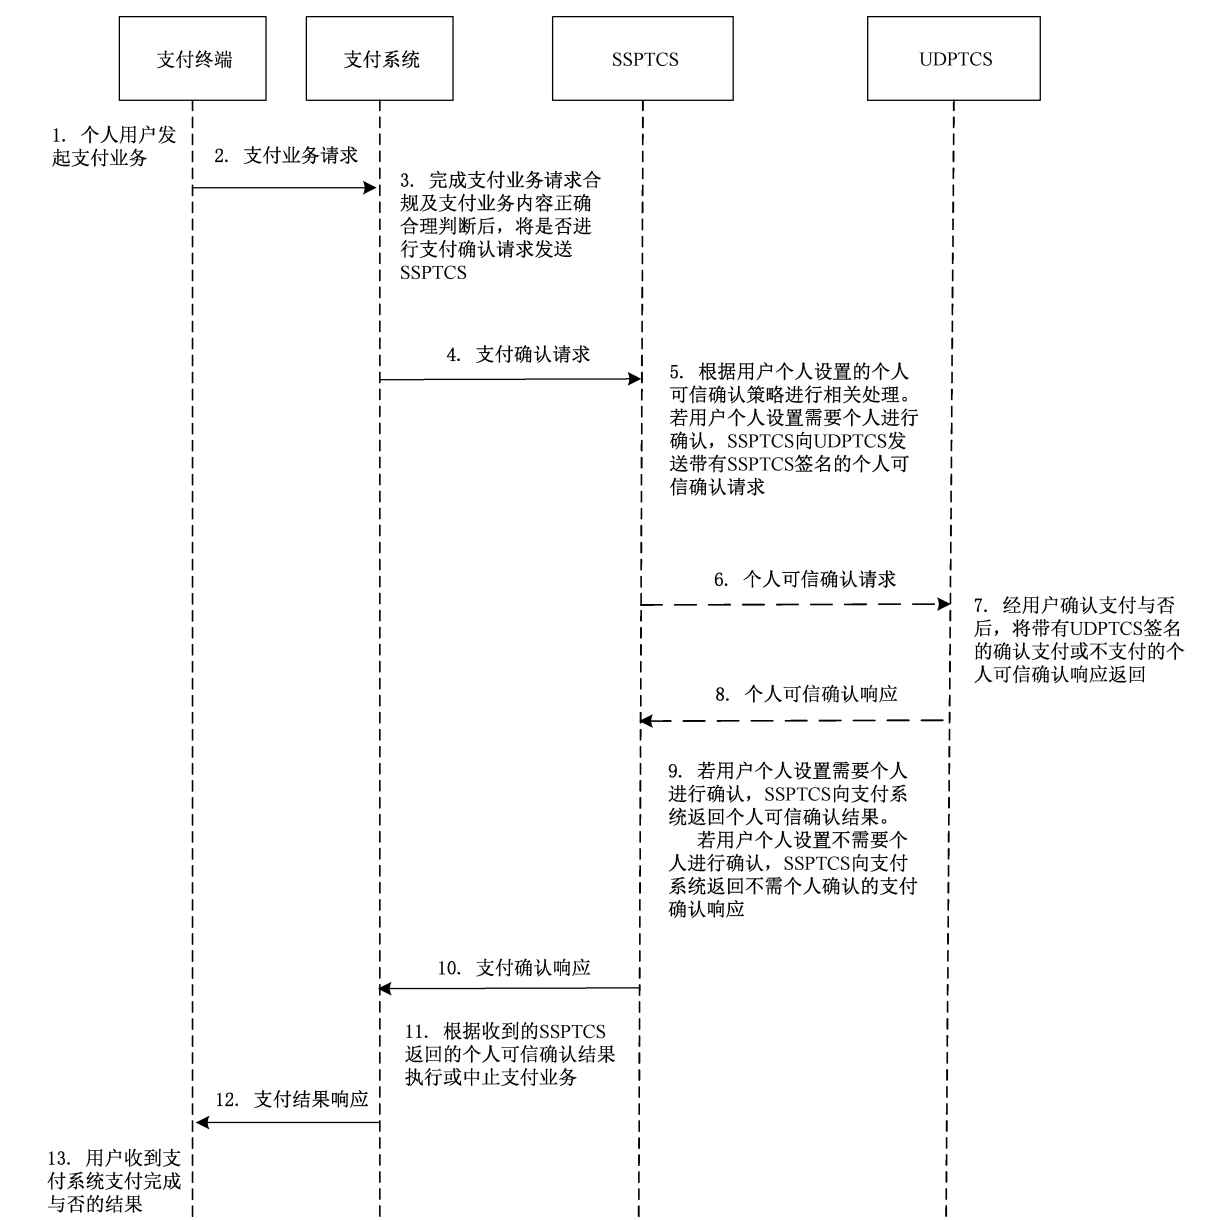 支付终端
支付系统
SSPTCS
UDPTCS
1. 个人用户发
起支付业务
2. 支付业务请求
3. 完成支付业务请求合
规及支付业务内容正确
合理判断后，将是否进
行支付确认请求发送
SSPTCS
4. 支付确认请求
5. 根据用户个人设置的个人
可信确认策略进行相关处理。
若用户个人设置需要个人进行
确认，SSPTCS向UDPTCS发
送带有SSPTCS签名的个人可
信确认请求
6. 个人可信确认请求
7. 经用户确认支付与否
后，将带有UDPTCS签名
的确认支付或不支付的个
人可信确认响应返回
8. 个人可信确认响应
9. 若用户个人设置需要个人
进行确认，SSPTCS向支付系
统返回个人可信确认结果。
若用户个人设置不需要个
人进行确认，SSPTCS向支付
系统返回不需个人确认的支付
确认响应
10. 支付确认响应
11. 根据收到的SSPTCS
返回的个人可信确认结果
执行或中止支付业务
12. 支付结果响应
13. 用户收到支
付系统支付完成
与否的结果